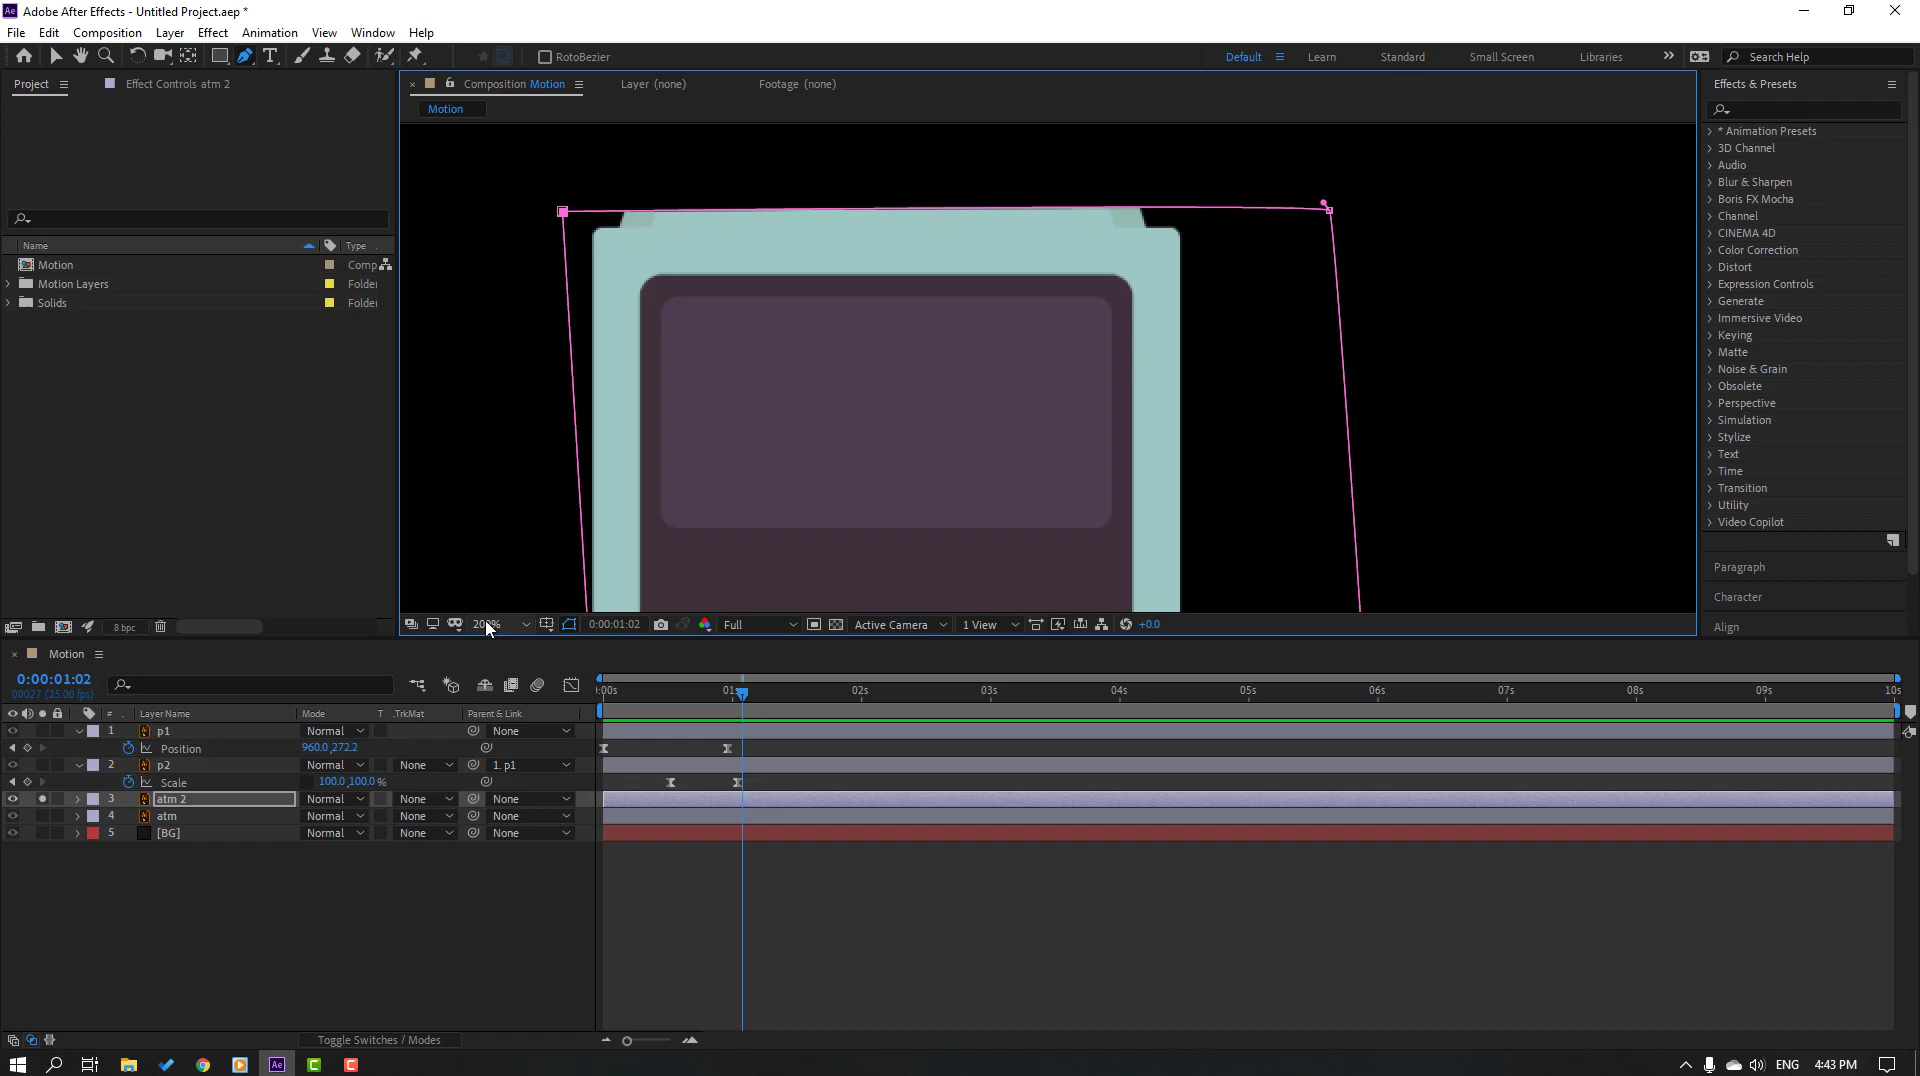 Adobe After Effects - Untitled Project.aep *
File Edit Composition Layer Effect Animation View Window Help
RotoBezier
Default Learn Standard Small Screen Libraries Search Help
Project Effect Controls atm 2
Composition Motion Layer (none) Footage (none)
Motion
Effects & Presets
* Animation Presets
3D Channel
Audio
Blur & Sharpen
Boris FX Mocha
Channel
CINEMA 4D
Color Correction
Distort
Expression Controls
Generate
Immersive Video
Keying
Matte
Noise & Grain
Obsolete
Perspective
Simulation
Stylize
Text
Time
Transition
Utility
Video Copilot
Paragraph
Character
Align
Name Type
Motion Comp
Motion Layers Folder
Solids Folder
8 bpc
0:00:01:02 Full Active Camera 1 View +0.0
Motion
0:00:01:02
00027 (25.00 fps)
:00s 01s 02s 03s 04s 05s 06s 07s 08s 09s 10s
# Layer Name Mode T .TrkMat Parent & Link
1 p1 Normal None
Position 960.0,272.2
2 p2 Normal None 1. p1
Scale 100.0,100.0 %
3 atm 2 Normal None None
4 atm Normal None None
5 [BG] Normal None None
Toggle Switches / Modes
ENG 4:43 PM